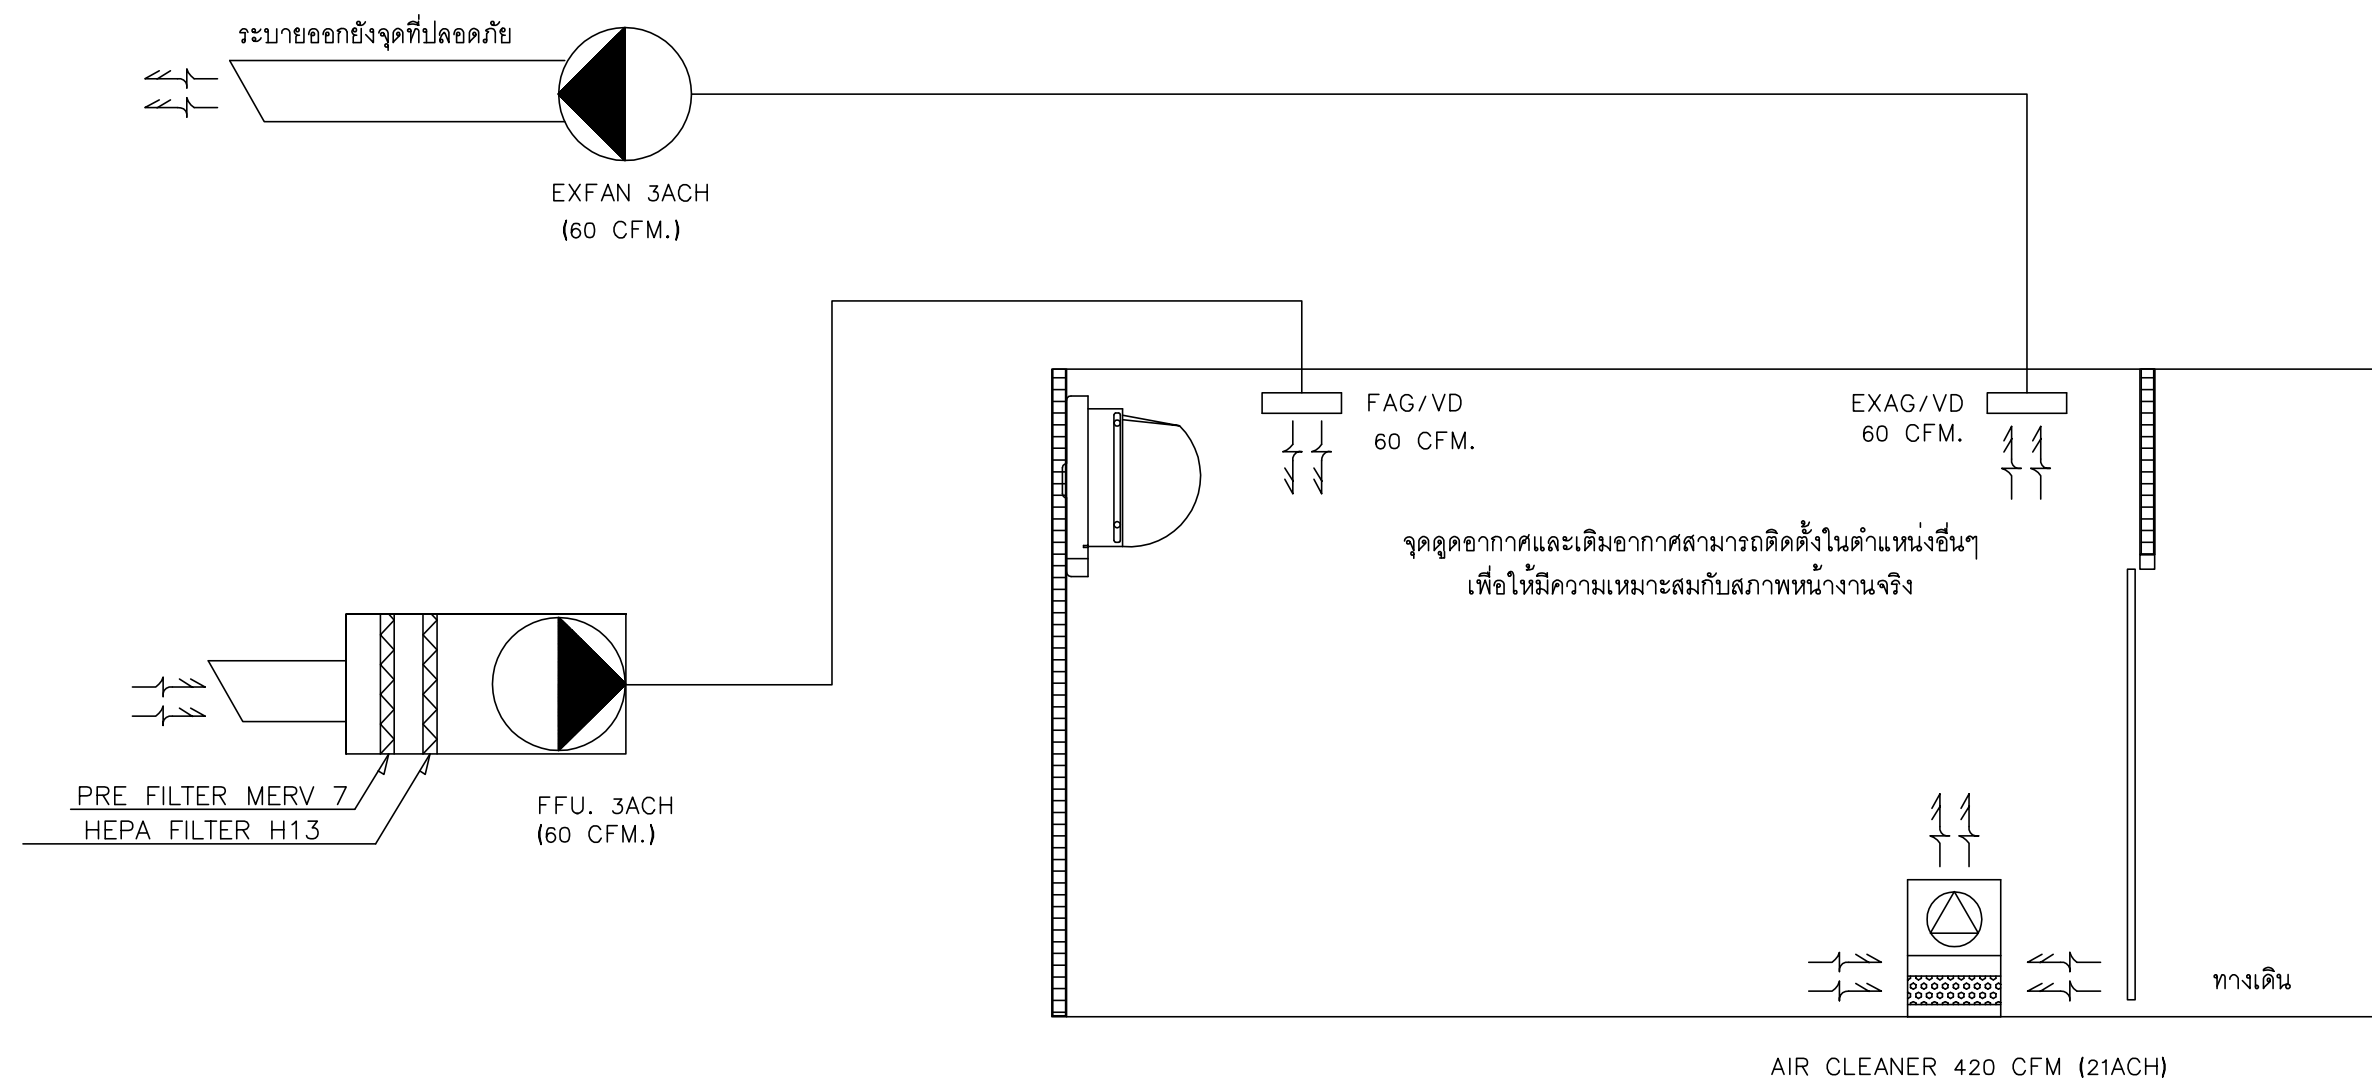 ระบายออกยังจุดที่ปลอดภัย
EXFAN 3ACH
(60 CFM.)
FAG/VD
60 CFM.
EXAG/VD
60 CFM.
จุดดูดอากาศและเติมอากาศสามารถติดตั้งในตำแหน่งอื่นๆ
เพื่อให้มีความเหมาะสมกับสภาพหน้างานจริง
PRE FILTER MERV 7
HEPA FILTER H13
FFU. 3ACH
(60 CFM.)
ทางเดิน
AIR CLEANER 420 CFM (21ACH)